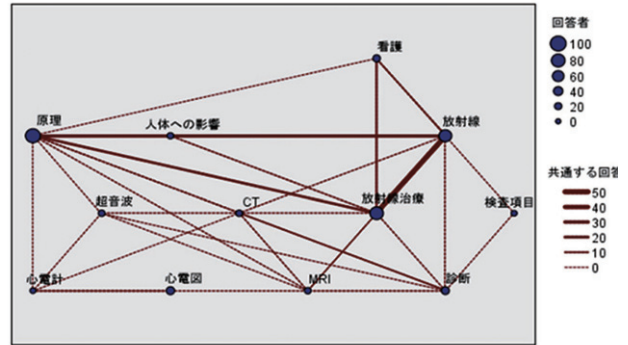 看護
原理
人体への影響
放射線
超音波
CT
放射線治療
検査項目
心電計
心電図
MRI
診断
回答者
100
80
60
40
20
0
共通する回答
50
40
30
20
10
0